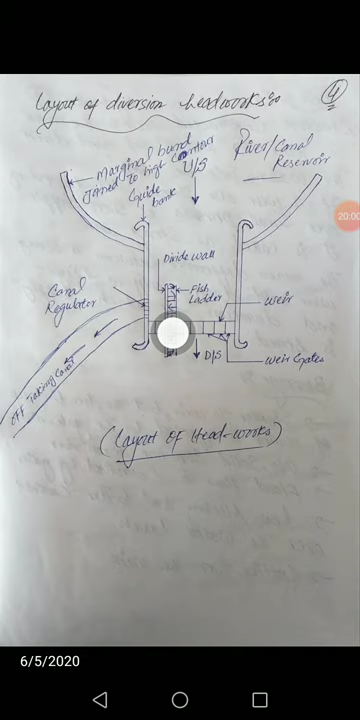 Layout of diversion headworks:
4
Marginal bund
joined to high contour
River/Canal
Reservoir
U/S
Guide
bank
20:00
Divide wall
Canal
Regulator
Fish
Ladder
weir
D/S
weir Gates
off Taking Canal
(Layout of Head-works)
6/5/2020